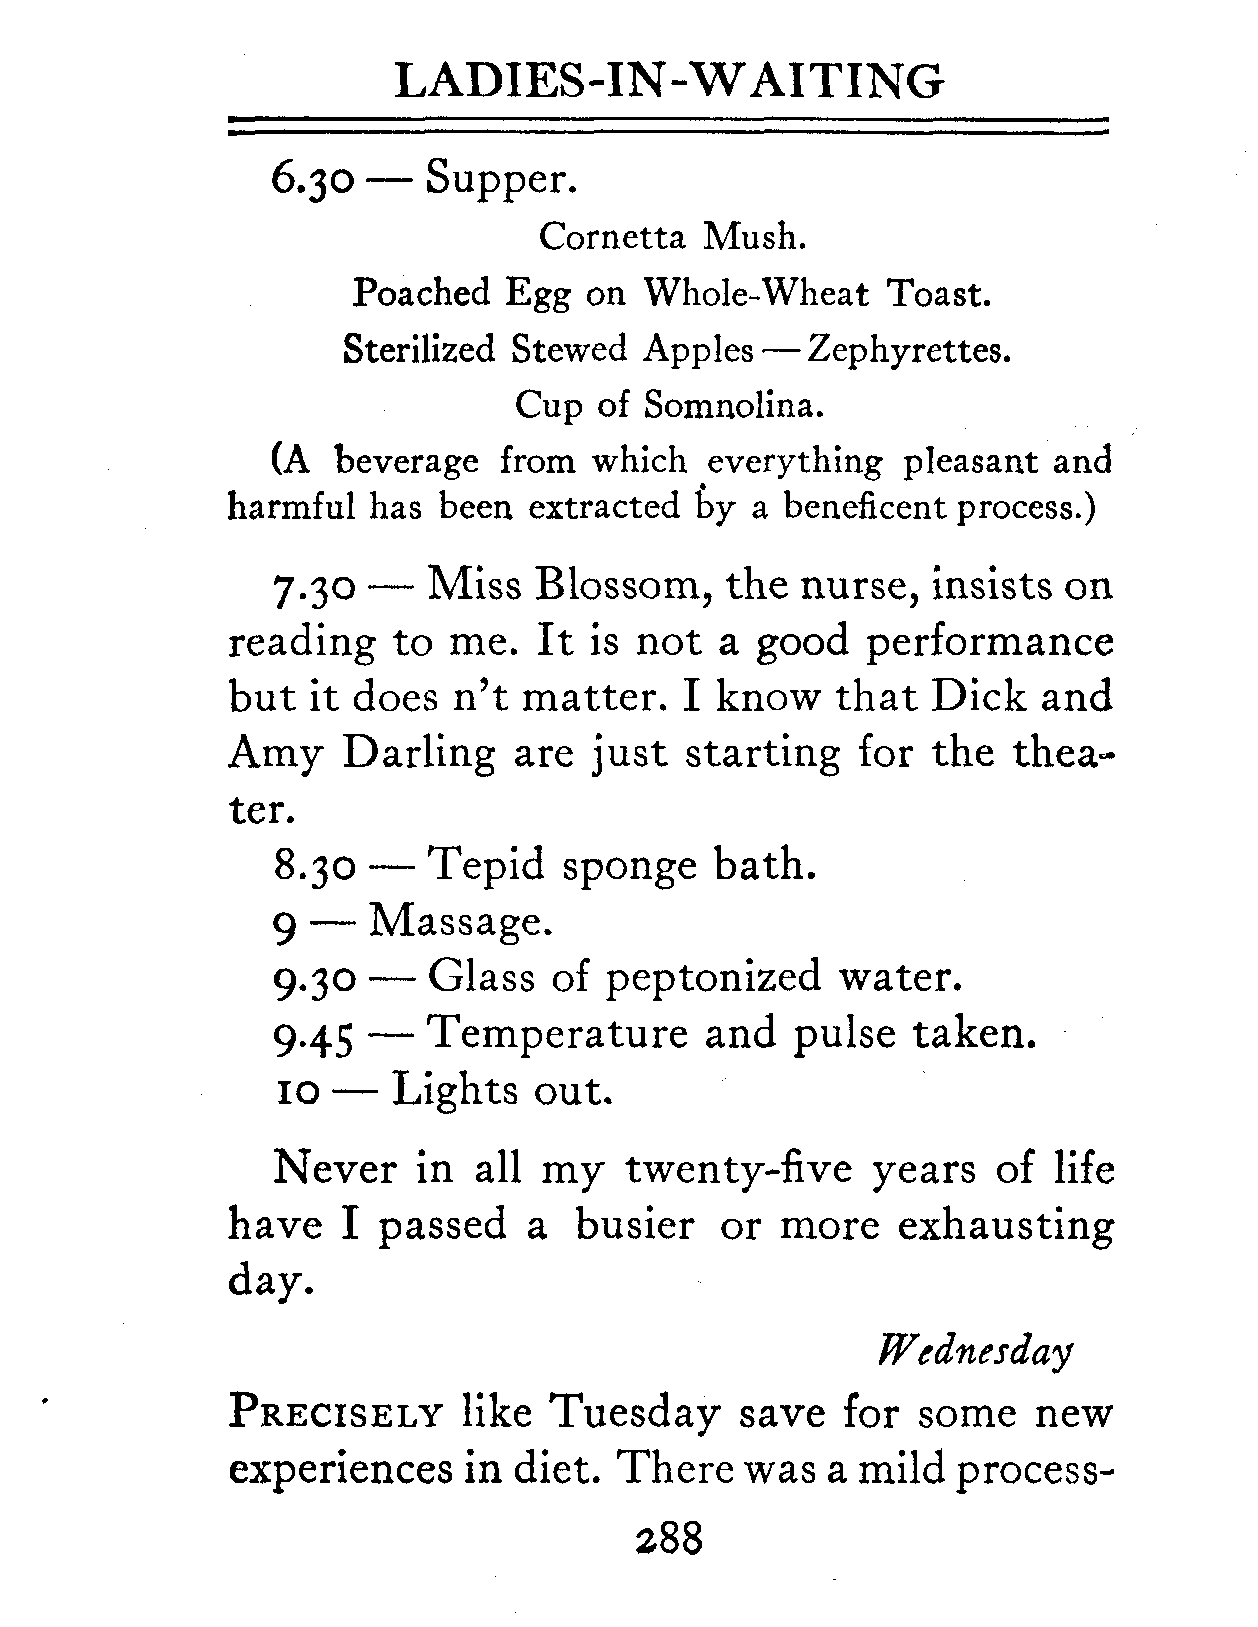 LADIES-IN-WAITING
6.30 — Supper.
Cornetta Mush.
Poached Egg on Whole-Wheat Toast.
Sterilized Stewed Apples — Zephyrettes.
Cup of Somnolina.
(A beverage from which everything pleasant and
harmful has been extracted by a beneficent process.)
7.30 — Miss Blossom, the nurse, insists on
reading to me. It is not a good performance
but it does n't matter. I know that Dick and
Amy Darling are just starting for the thea-
ter.
8.30 — Tepid sponge bath.
9 — Massage.
9.30 — Glass of peptonized water.
9.45 — Temperature and pulse taken.
10 — Lights out.
Never in all my twenty-five years of life
have I passed a busier or more exhausting
day.
Wednesday
PRECISELY like Tuesday save for some new
experiences in diet. There was a mild process-
288